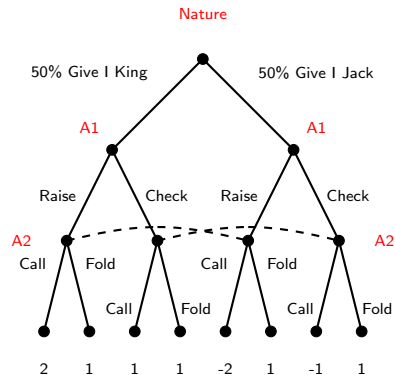 Nature
50% Give I King
50% Give I Jack
A1
A1
Raise
Check
Raise
Check
A2
A2
Call
Fold
Call
Fold
Call
Fold
Call
Fold
2
1
1
1
-2
1
-1
1